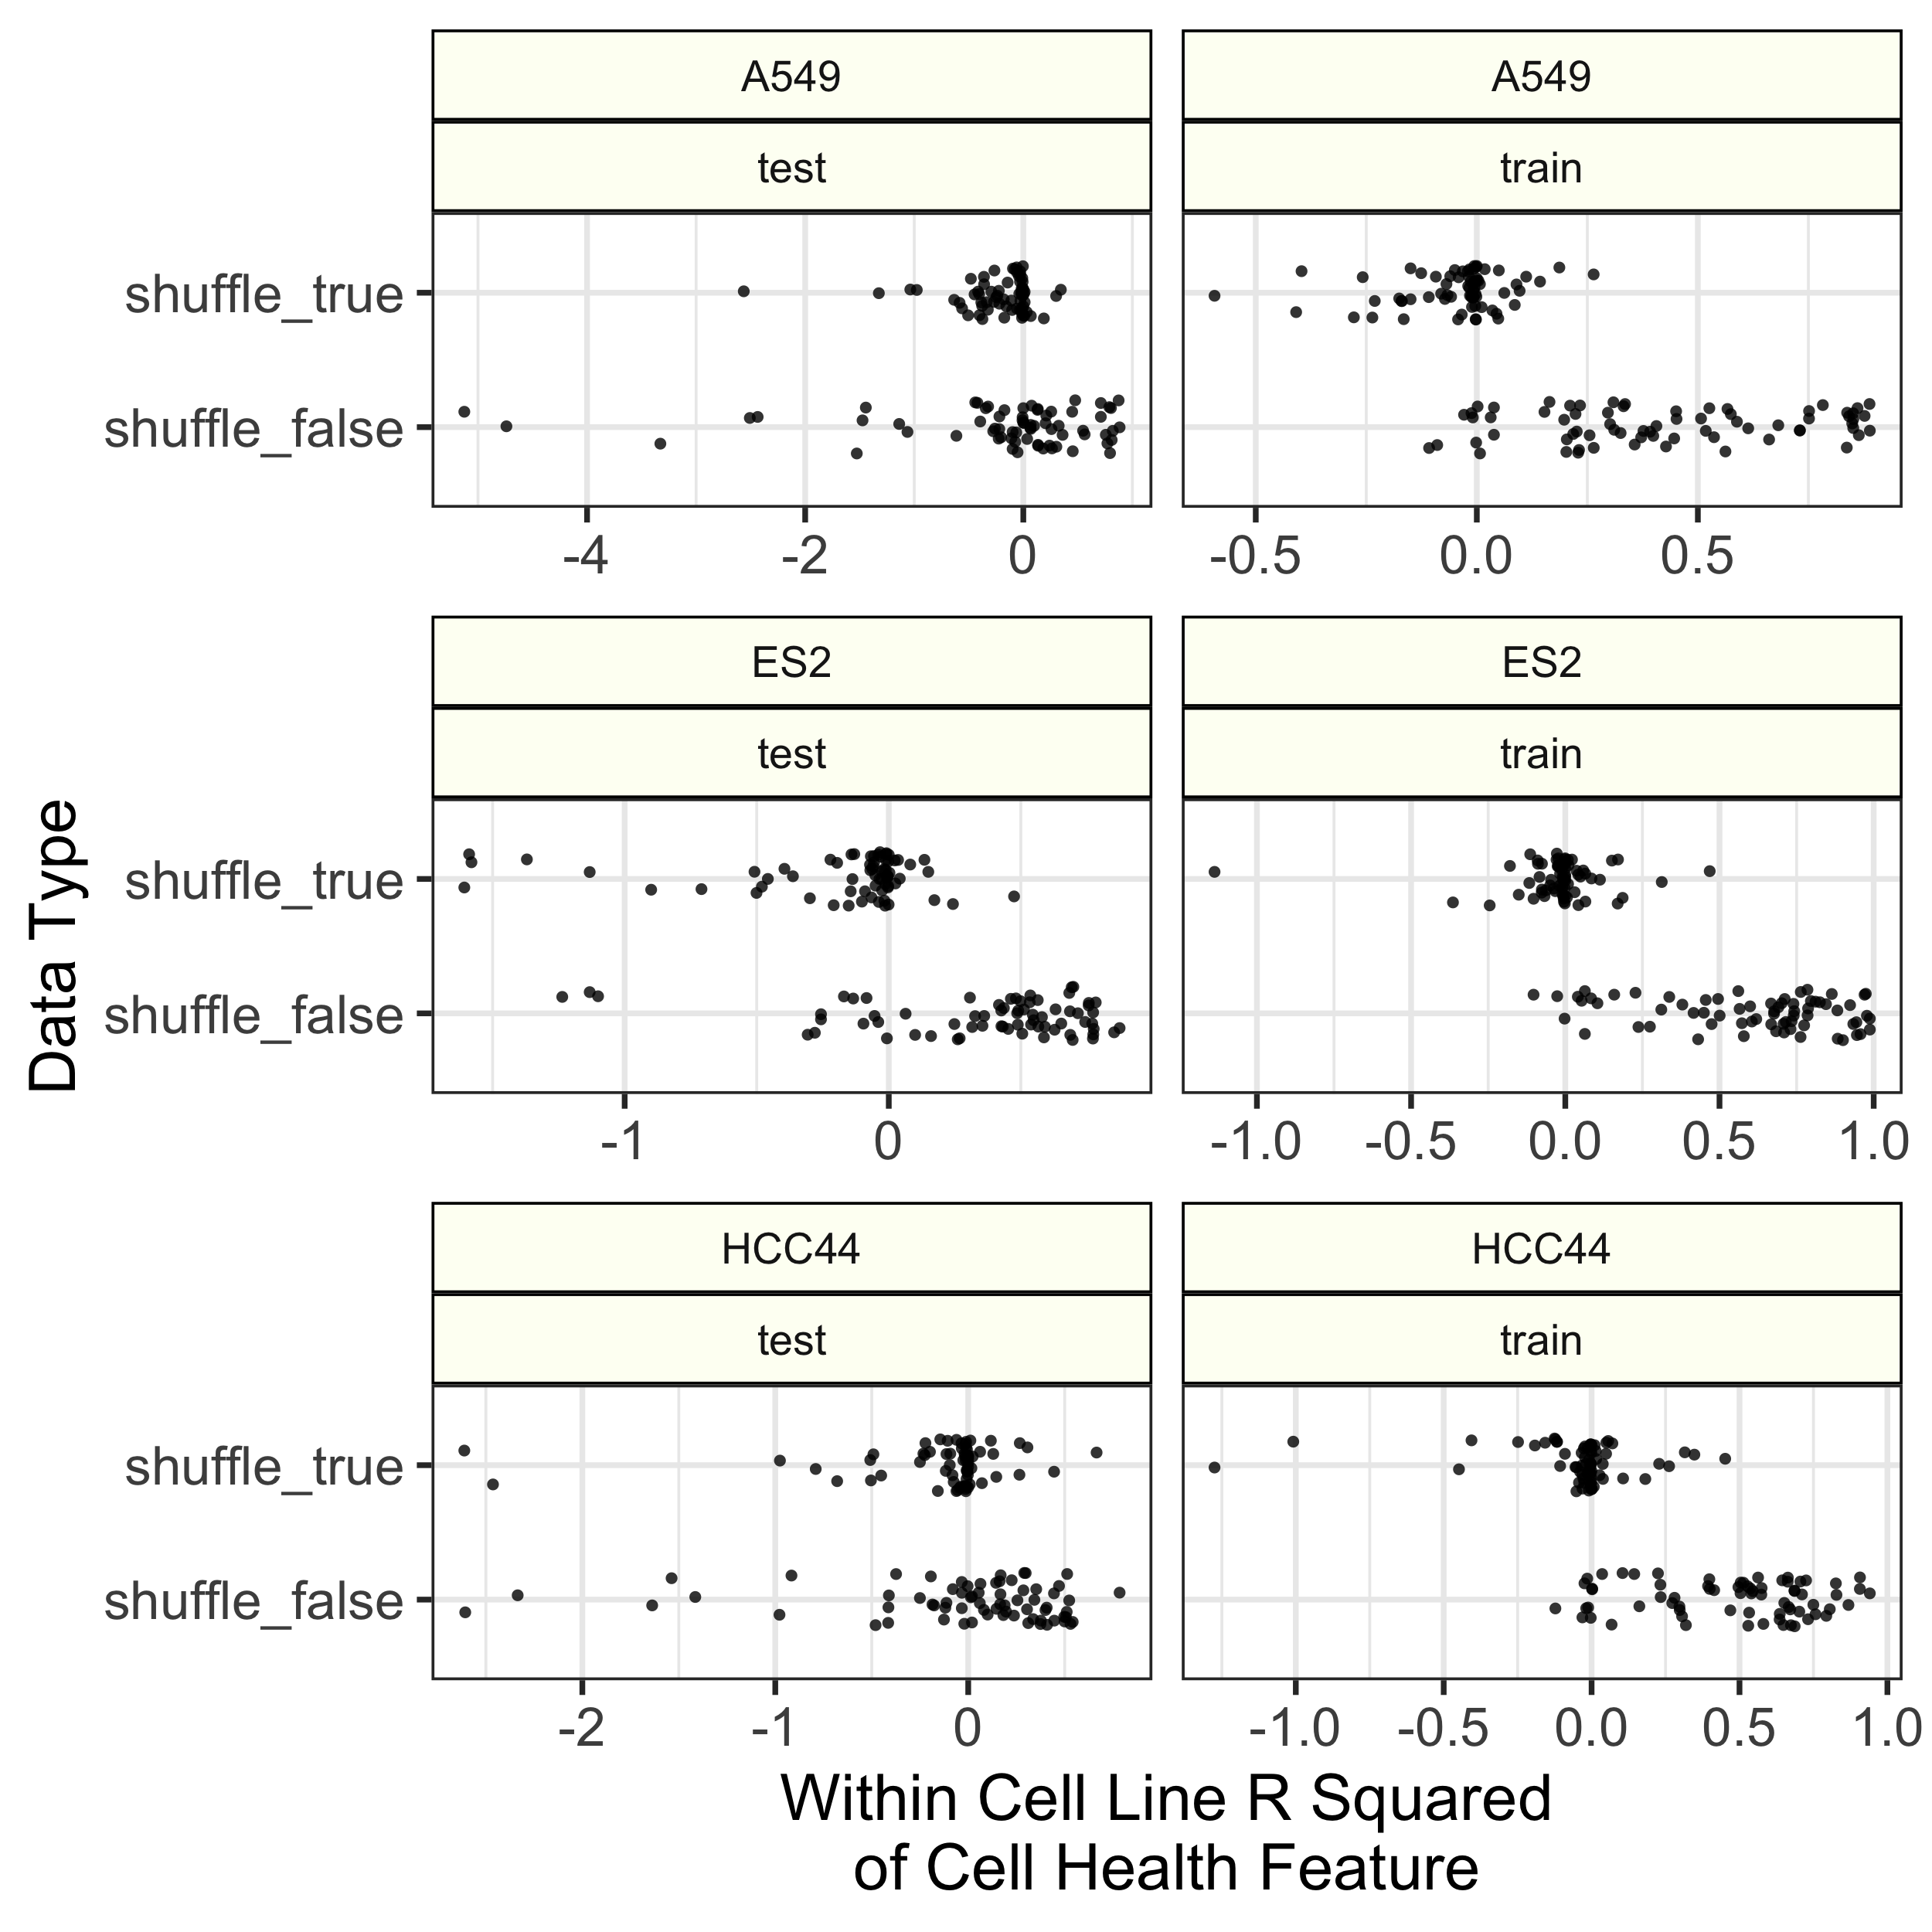 A549
A549
test
train
shuffle_true
shuffle_false
-4
-2
0
-0.5
0.0
0.5
ES2
ES2
test
train
Data Type
shuffle_true
shuffle_false
-1
0
-1.0
-0.5
0.0
0.5
1.0
HCC44
HCC44
test
train
shuffle_true
shuffle_false
-2
-1
0
-1.0
-0.5
0.0
0.5
1.0
Within Cell Line R Squared
of Cell Health Feature